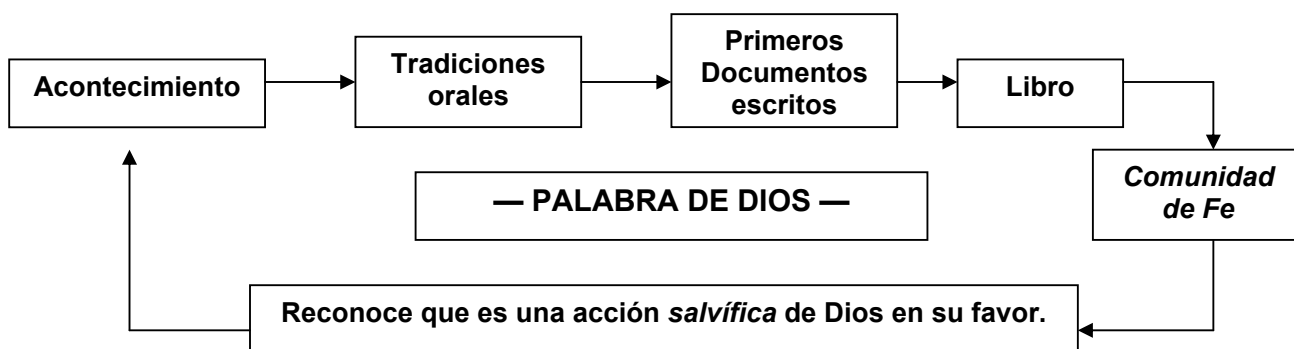 Acontecimiento
Tradiciones
orales
Primeros
Documentos
escritos
Libro
Comunidad
de Fe
— PALABRA DE DIOS —
Reconoce que es una acción salvífica de Dios en su favor.